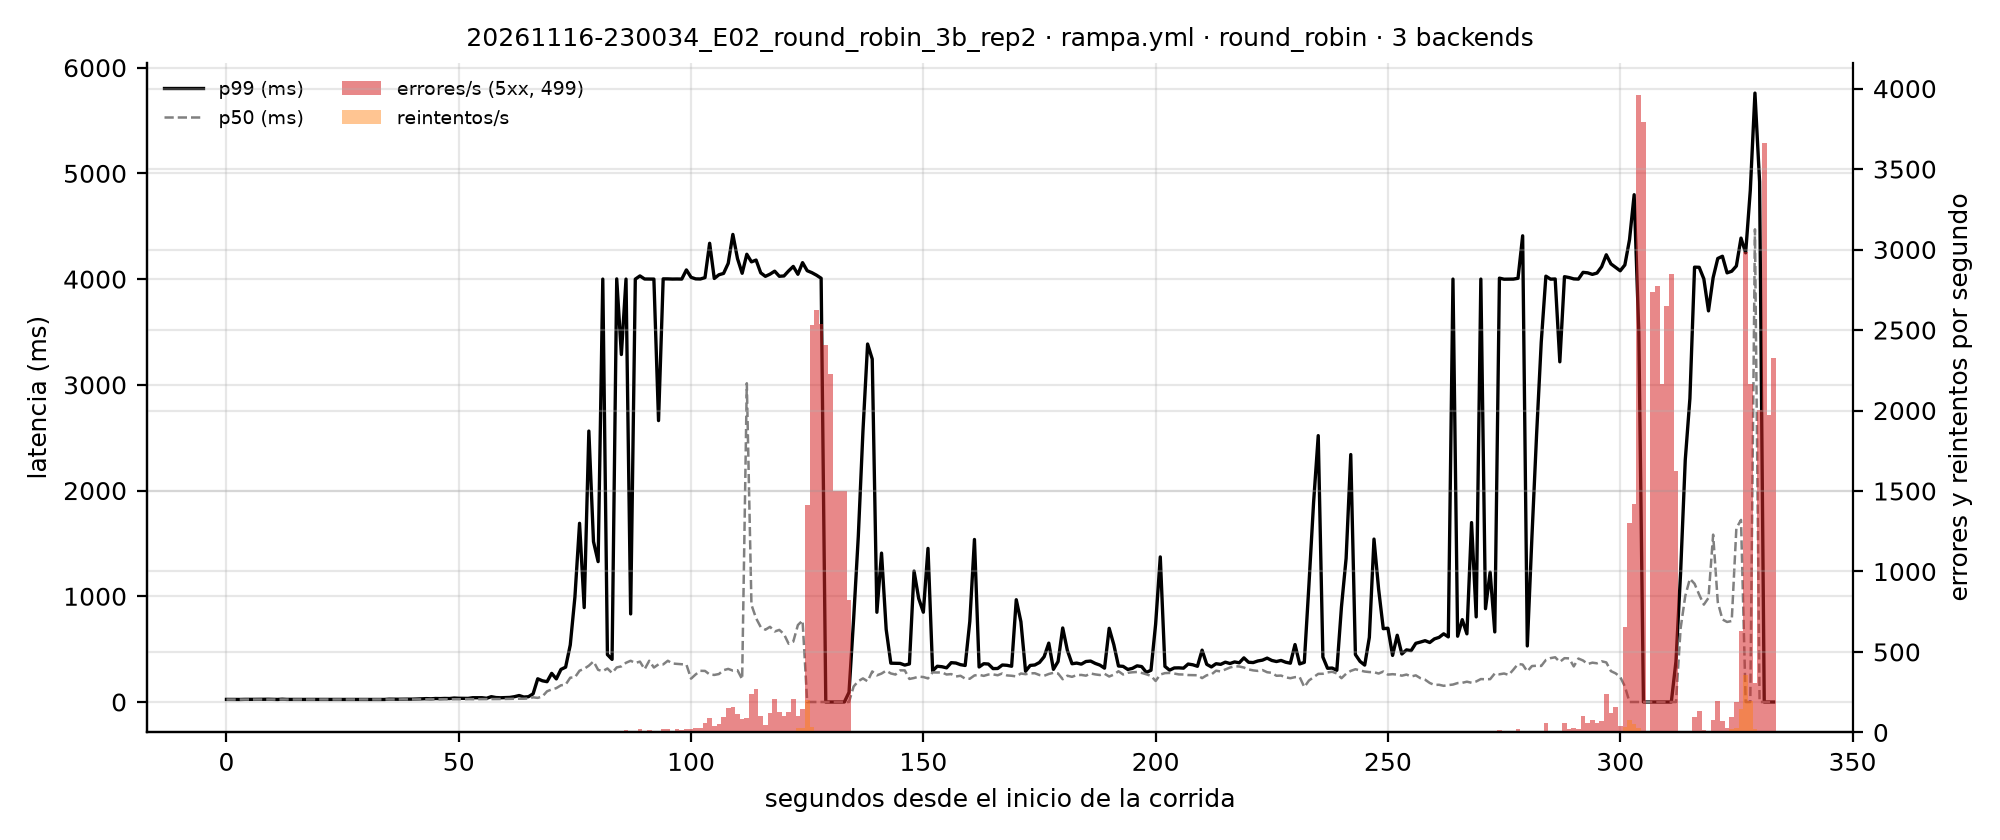 20261116-230034_E02_round_robin_3b_rep2 · rampa.yml · round_robin · 3 backends
p99 (ms)
p50 (ms)
errores/s (5xx, 499)
reintentos/s
latencia (ms)
6000
5000
4000
3000
2000
1000
0
4000
3500
3000
2500
2000
1500
1000
500
0
errores y reintentos por segundo
0 50 100 150 200 250 300 350
segundos desde el inicio de la corrida